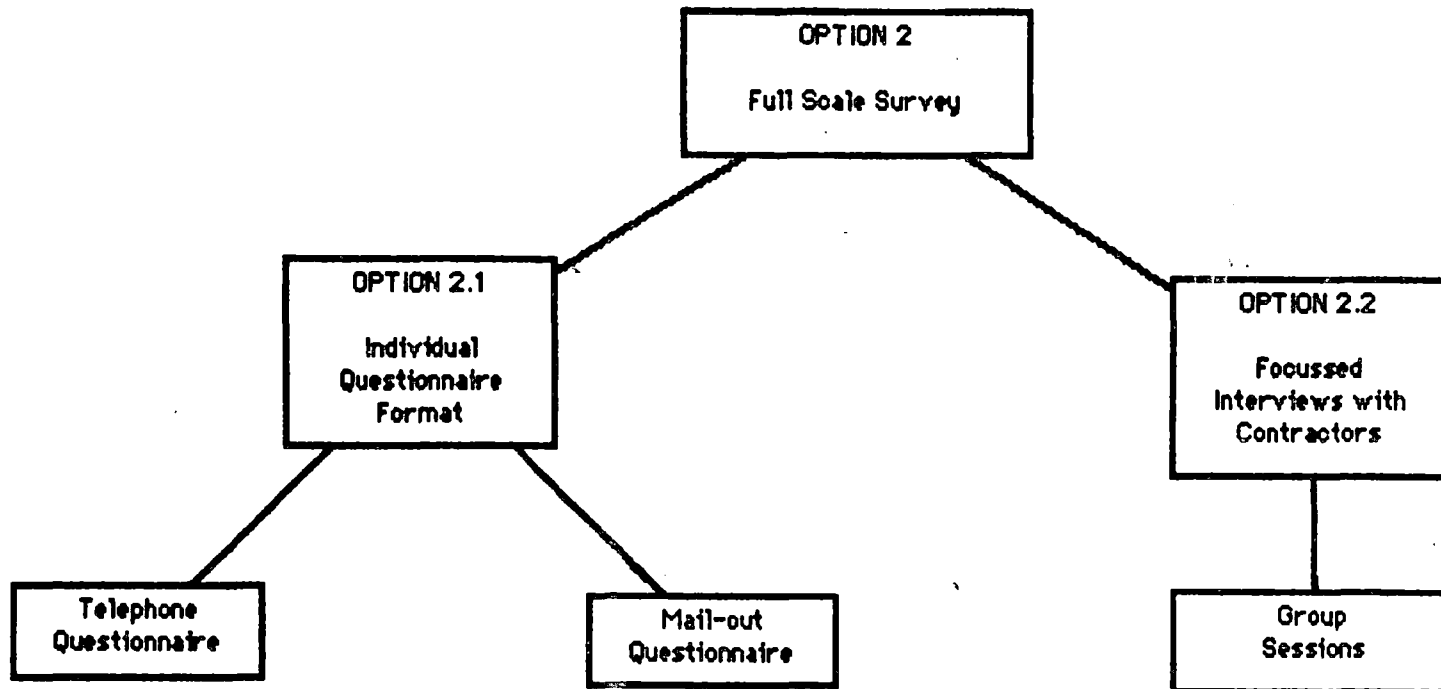 OPTION 2
Full Scale Survey
OPTION 2.1
Individual
Questionnaire
Format
OPTION 2.2
Focussed
Interviews with
Contractors
Telephone
Questionnaire
Mail-out
Questionnaire
Group
Sessions